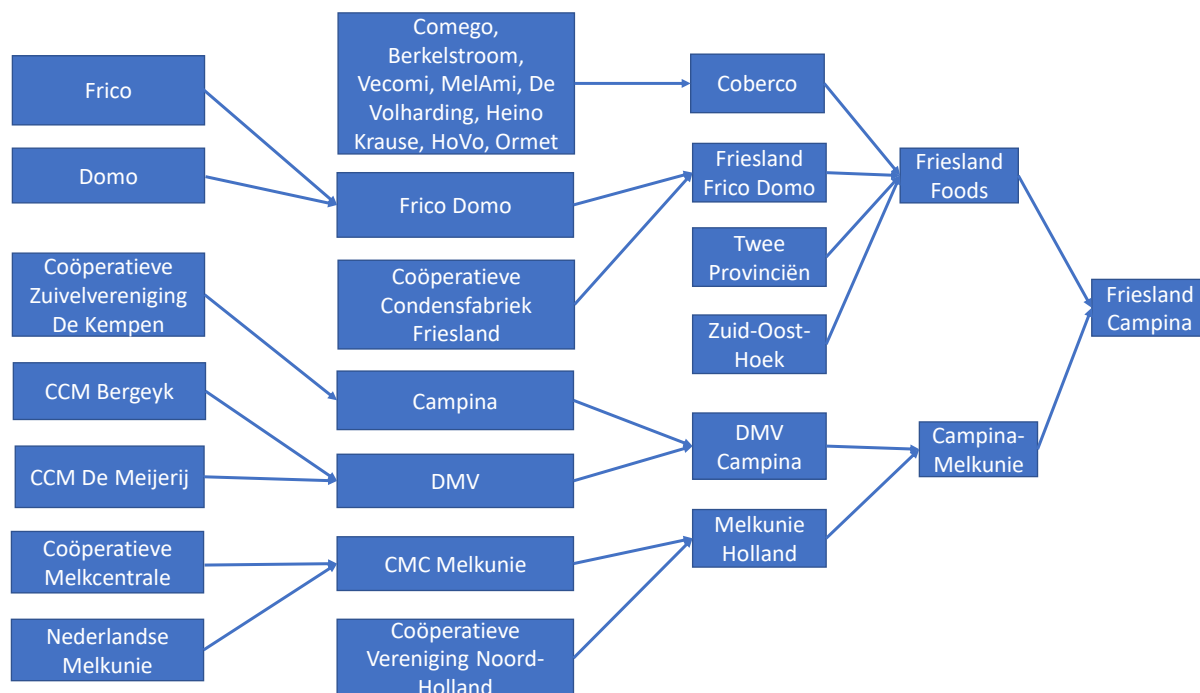 Frico
Domo
Coöperatieve
Zuivelvereniging
De Kempen
CCM Bergeyk
CCM De Meijerij
Coöperatieve
Melkcentrale
Nederlandse
Melkunie
Comego,
Berkelstroom,
Vecomi, MelAmi, De
Volharding, Heino
Krause, HoVo, Ormet
Frico Domo
Coöperatieve
Condensfabriek
Friesland
Campina
DMV
CMC Melkunie
Coöperatieve
Vereniging Noord-
Holland
Coberco
Friesland
Frico Domo
Twee
Provinciën
Zuid-Oost-
Hoek
DMV
Campina
Melkunie
Holland
Friesland
Foods
Campina-
Melkunie
Friesland
Campina